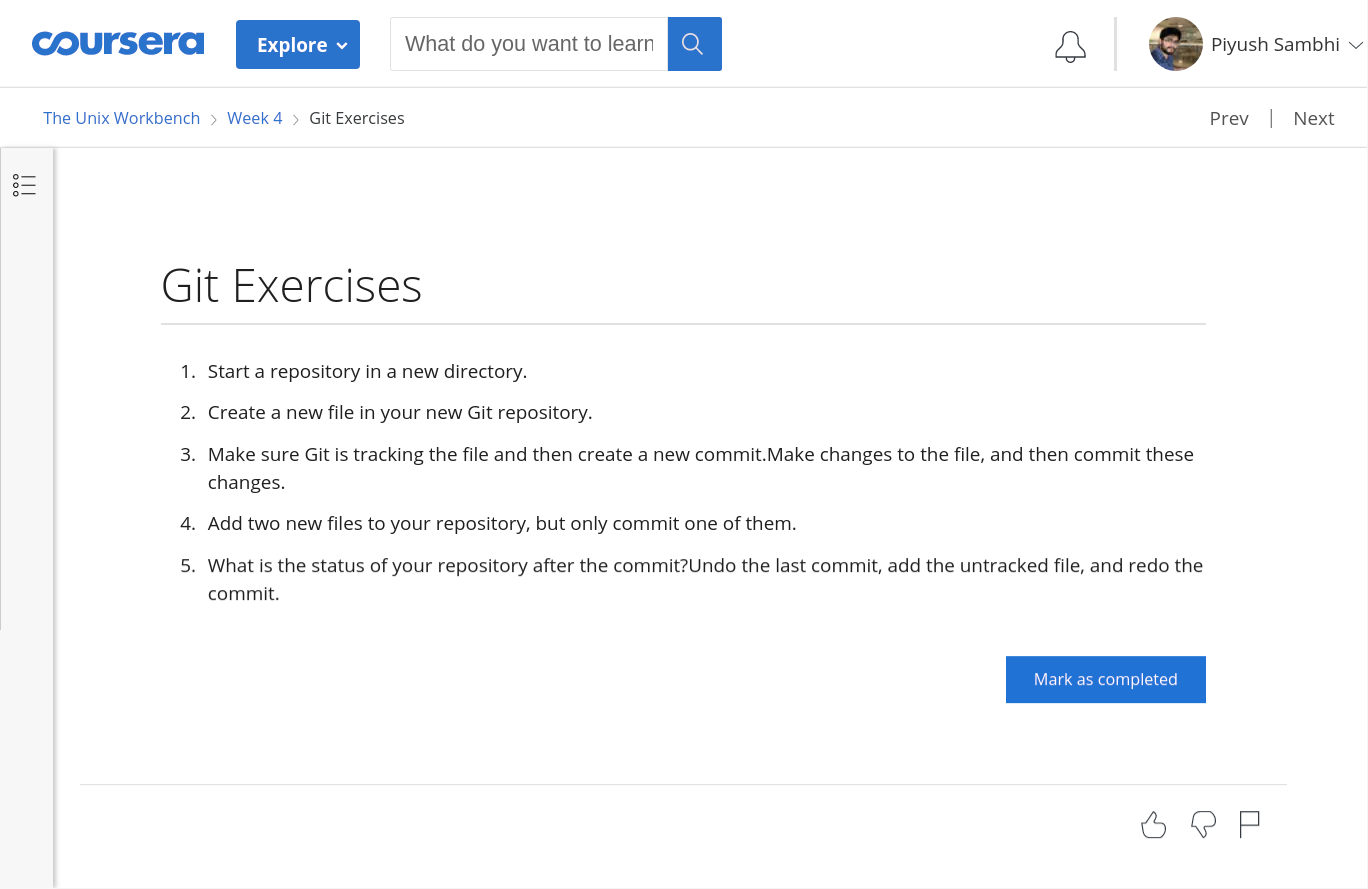 coursera Explore What do you want to learn Piyush Sambhi
The Unix Workbench Week 4 Git Exercises Prev | Next
Git Exercises
1. Start a repository in a new directory.
2. Create a new file in your new Git repository.
3. Make sure Git is tracking the file and then create a new commit.Make changes to the file, and then commit these
changes.
4. Add two new files to your repository, but only commit one of them.
5. What is the status of your repository after the commit?Undo the last commit, add the untracked file, and redo the
commit.
Mark as completed